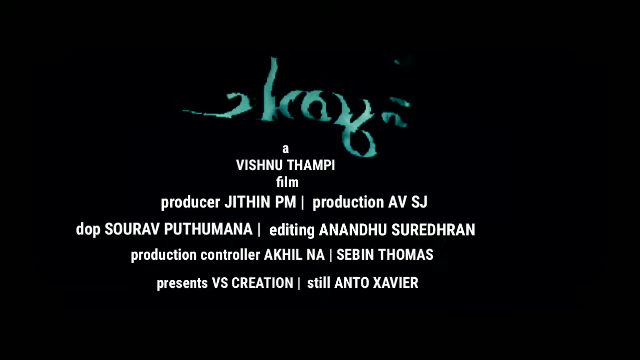 a
VISHNU THAMPI
film
producer JITHIN PM | production AV SJ
dop SOURAV PUTHUMANA | editing ANANDHU SUREDHRAN
production controller AKHIL NA | SEBIN THOMAS
presents VS CREATION | still ANTO XAVIER